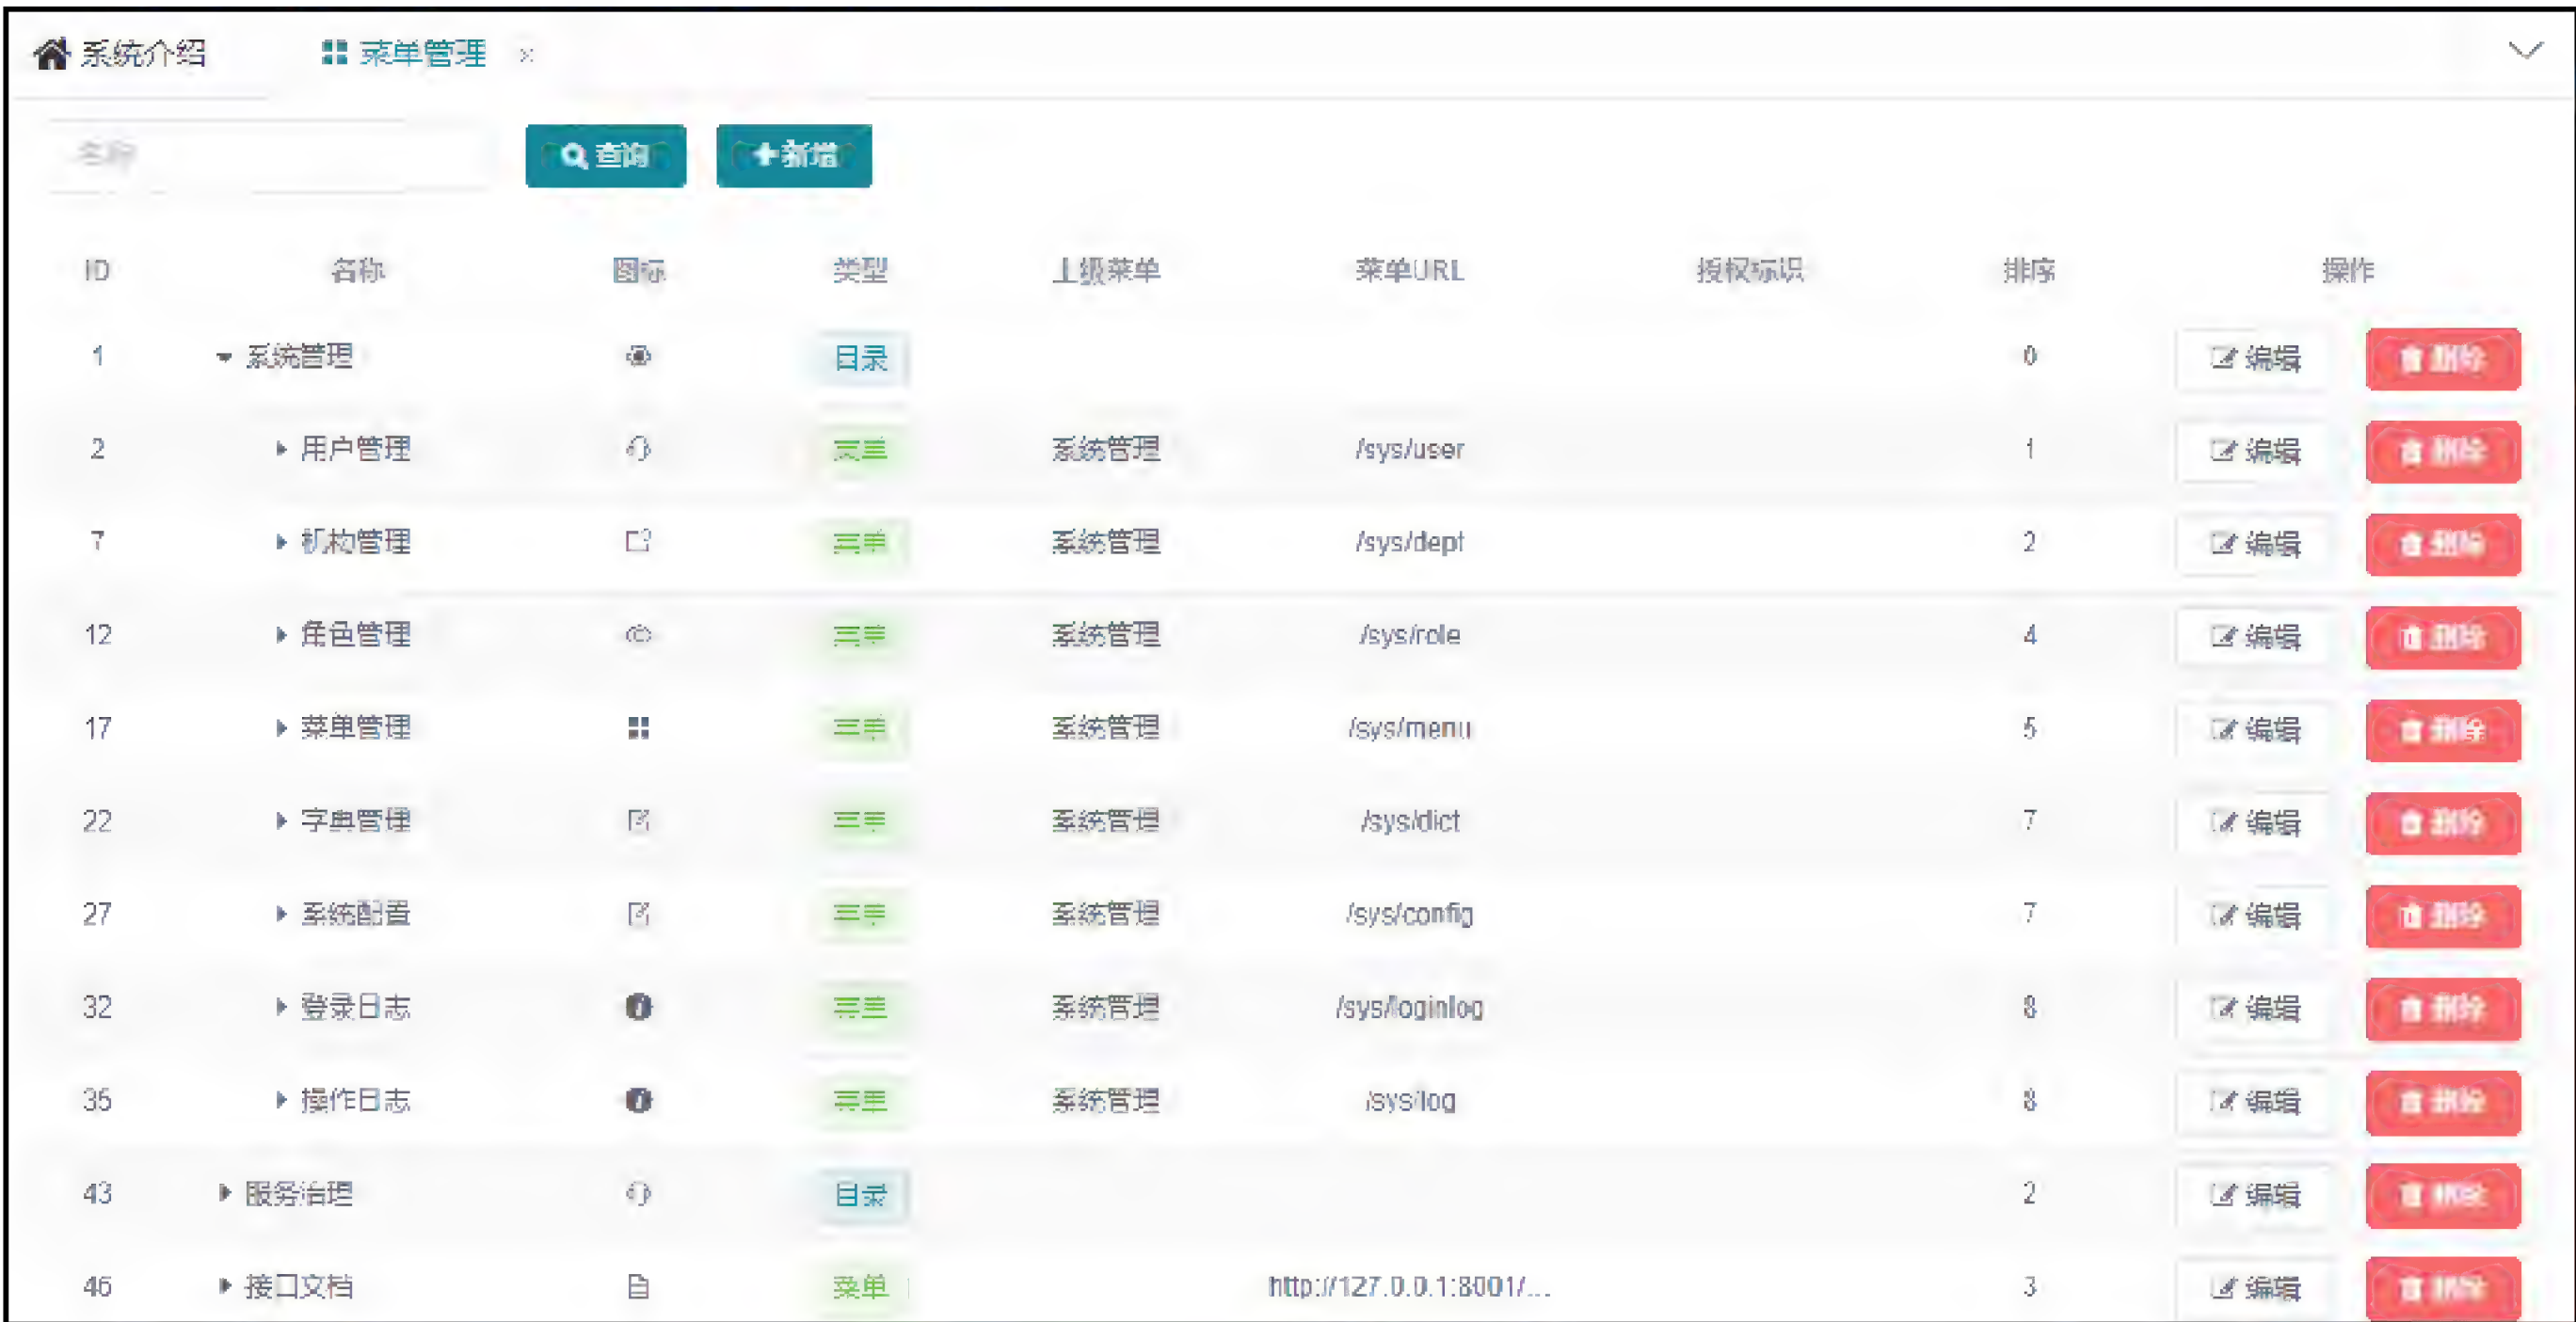 系统介绍 菜单管理 ×
名称 查询 新增
ID 名称 图标 类型 上级菜单 菜单URL 授权标识 排序 操作
1 系统管理 目录 0 编辑 删除
2 用户管理 菜单 系统管理 /sys/user 1 编辑 删除
7 机构管理 菜单 系统管理 /sys/dept 2 编辑 删除
12 角色管理 菜单 系统管理 /sys/role 4 编辑 删除
17 菜单管理 菜单 系统管理 /sys/menu 5 编辑 删除
22 字典管理 菜单 系统管理 /sys/dict 7 编辑 删除
27 系统配置 菜单 系统管理 /sys/config 7 编辑 删除
32 登录日志 菜单 系统管理 /sys/loginlog 8 编辑 删除
35 操作日志 菜单 系统管理 /sys/log 8 编辑 删除
43 服务治理 目录 2 编辑 删除
46 接口文档 菜单 http://127.0.0.1:8001/... 3 编辑 删除